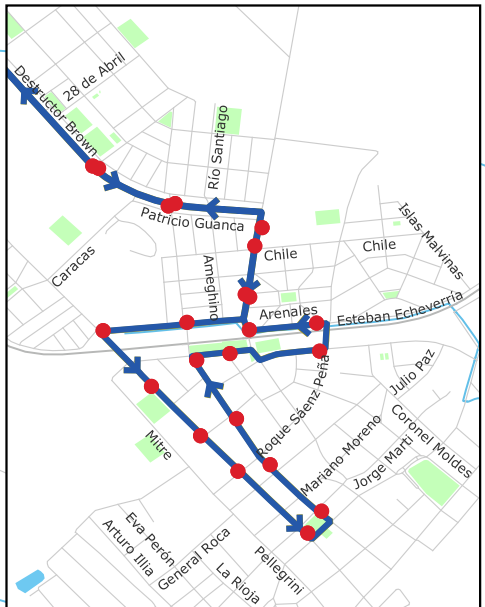 28 de Abril
Destructor Brown
Río Santiago
Patricio Guanca
Islas Malvinas
Chile
Chile
Caracas
Ameghino
Arenales
Esteban Echeverría
Julio Paz
Roque Sáenz Peña
Coronel Moldes
Mariano Moreno
Jorge Marti
Mitre
Eva Perón
Arturo Illia
General Roca
Pellegrini
La Rioja